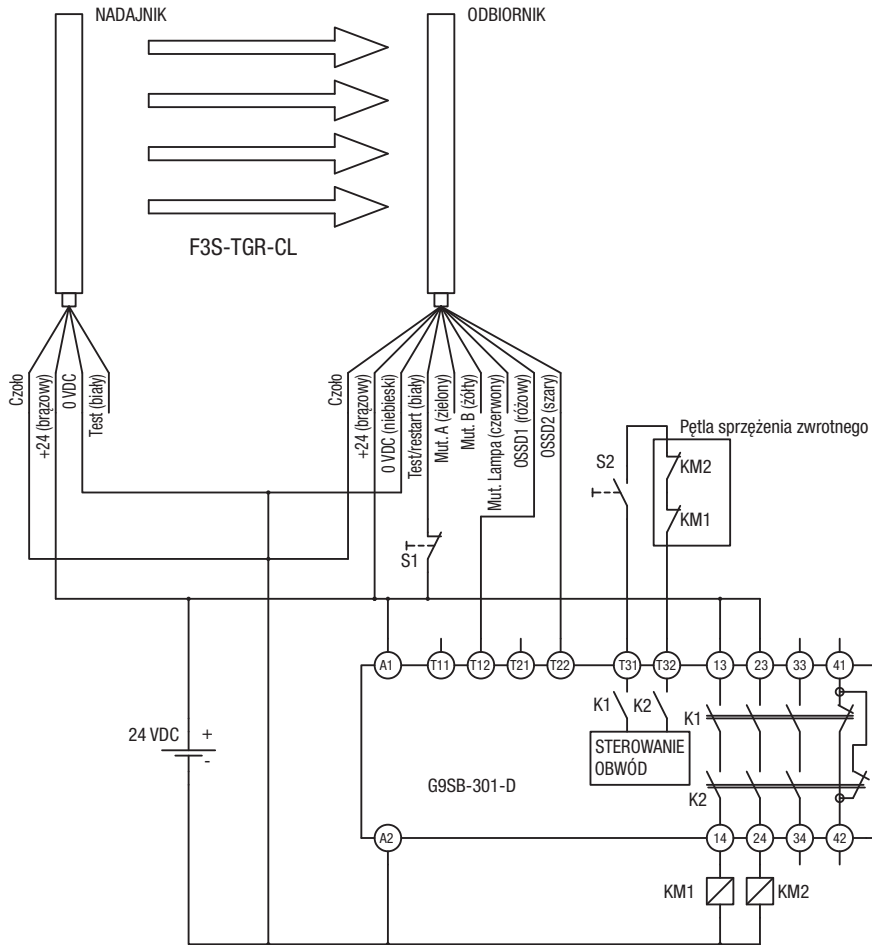 NADAJNIK
ODBIORNIK
F3S-TGR-CL
Czoło
+24 (brązowy)
0 VDC
Test (biały)
Czoło
+24 (brązowy)
0 VDC (niebieski)
Test/restart (biały)
Mut. A (zielony)
Mut. B (żółty)
Mut. Lampa (czerwony)
OSSD1 (różowy)
OSSD2 (szary)
Pętla sprzężenia zwrotnego
S2
KM2
KM1
S1
A1
T11
T12
T21
T22
T31
T32
13
23
33
41
K1
K2
K1
24 VDC
+
-
STEROWANIE
OBWÓD
G9SB-301-D
K2
A2
14
24
34
42
KM1
KM2